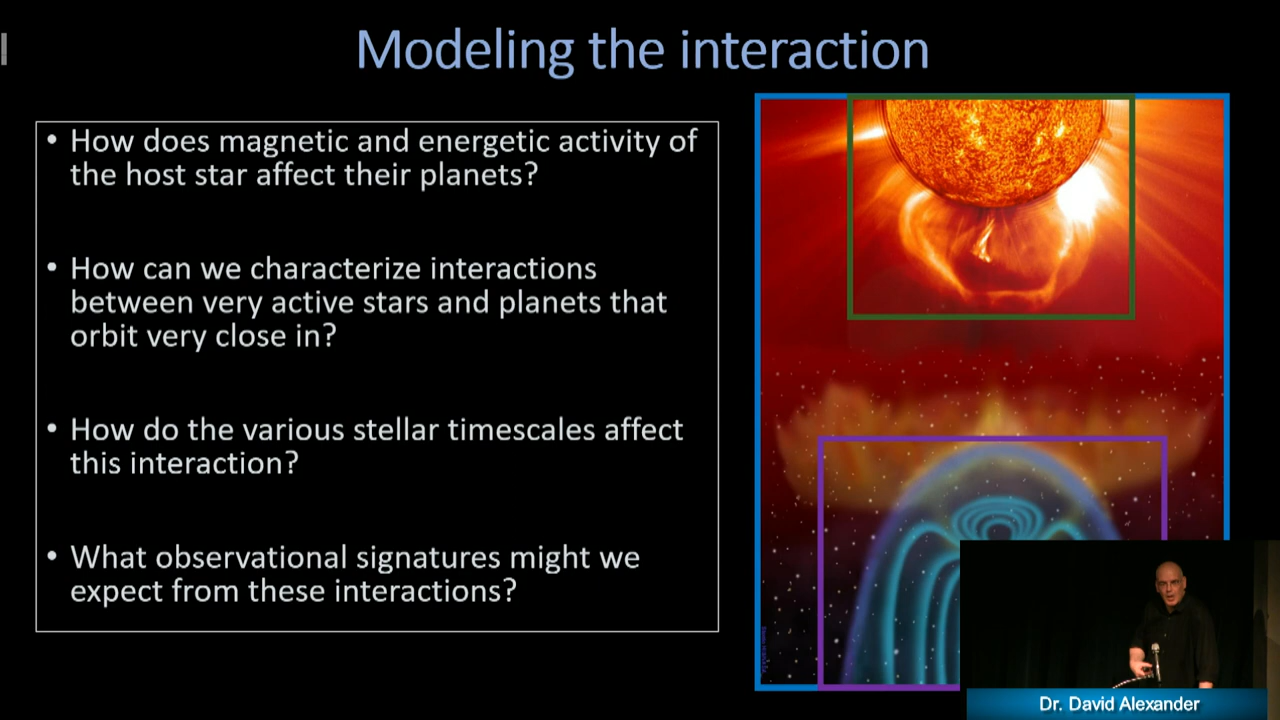 Modeling the interaction
• How does magnetic and energetic activity of
the host star affect their planets?
• How can we characterize interactions
between very active stars and planets that
orbit very close in?
• How do the various stellar timescales affect
this interaction?
• What observational signatures might we
expect from these interactions?
Dr. David Alexander